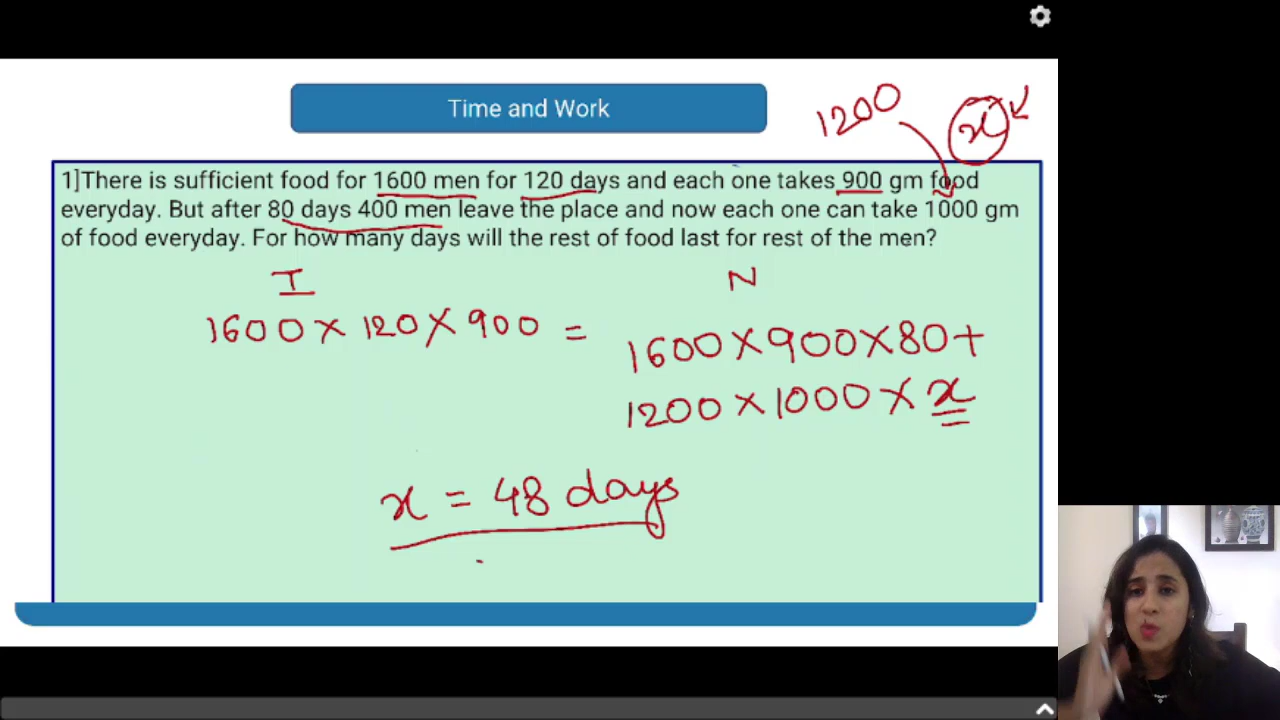 Time and Work
1200
x
1]There is sufficient food for 1600 men for 120 days and each one takes 900 gm food
everyday. But after 80 days 400 men leave the place and now each one can take 1000 gm
of food everyday. For how many days will the rest of food last for rest of the men?
I
N
1600 × 120 × 900 =
1600 × 900 × 80 +
1200 × 1000 × x
x = 48 days